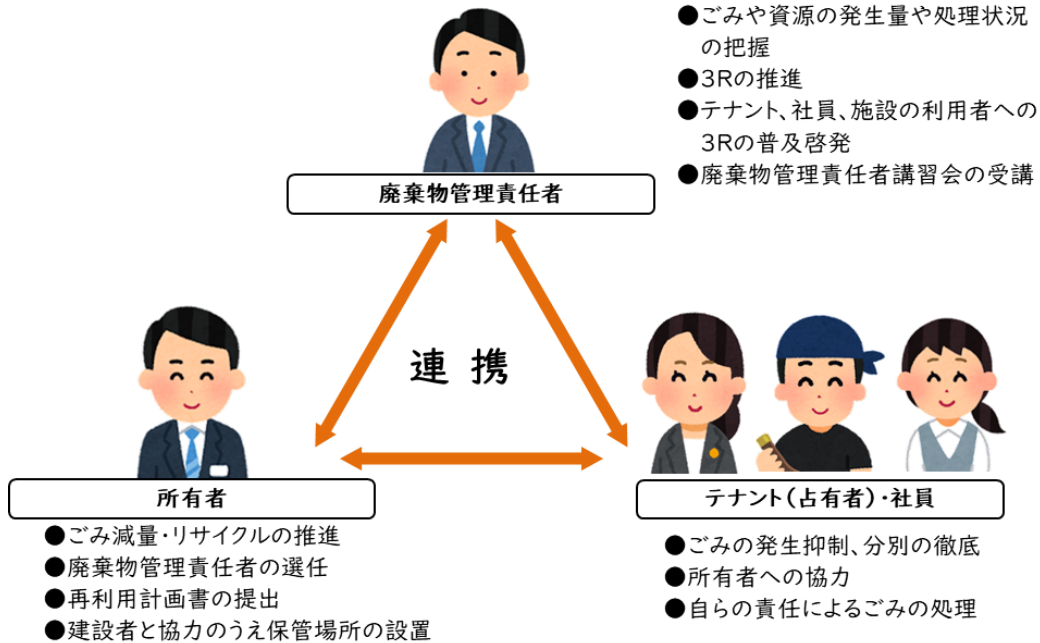 ●ごみや資源の発生量や処理状況
の把握
●3Rの推進
●テナント、社員、施設の利用者への
3Rの普及啓発
●廃棄物管理責任者講習会の受講
廃棄物管理責任者
連携
所有者
●ごみ減量・リサイクルの推進
●廃棄物管理責任者の選任
●再利用計画書の提出
●建設者と協力のうえ保管場所の設置
テナント(占有者)・社員
●ごみの発生抑制、分別の徹底
●所有者への協力
●自らの責任によるごみの処理